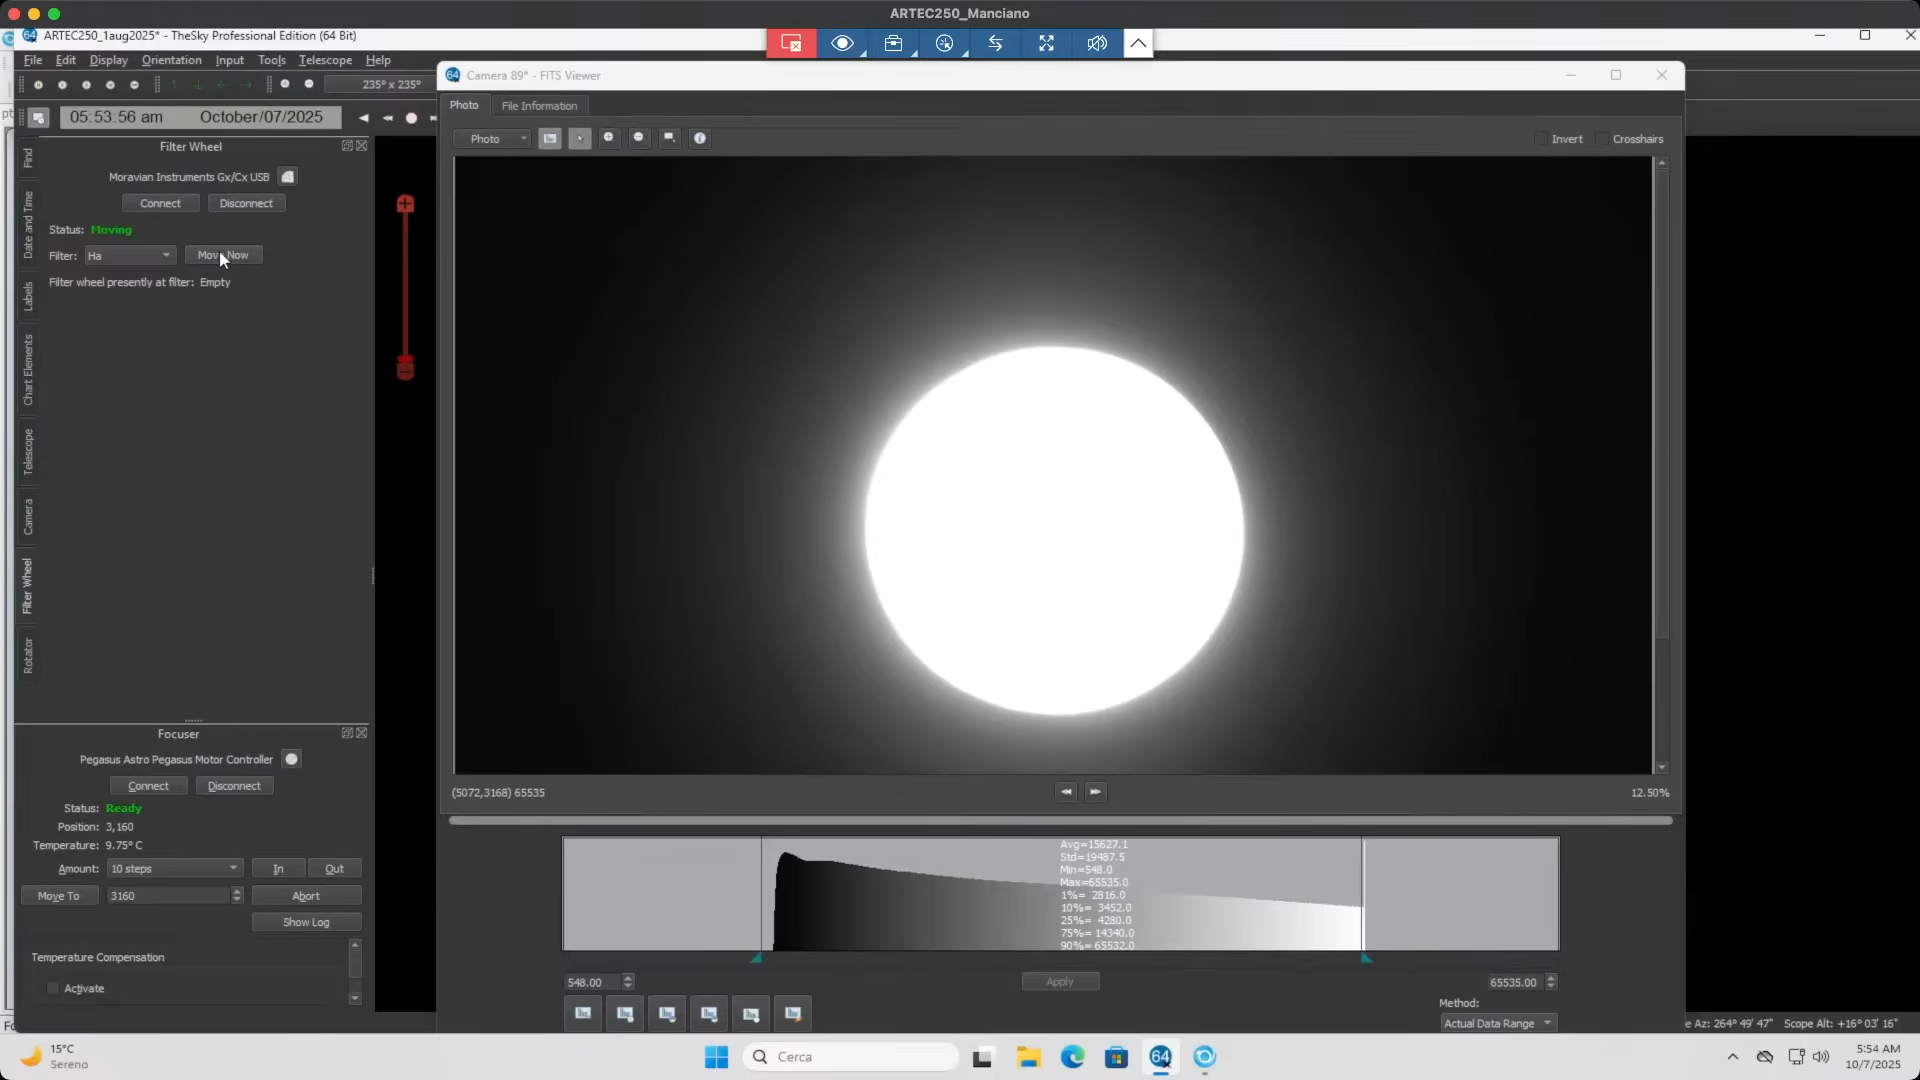 ARTEC250_Manciano
ARTEC250_1aug2025* - TheSky Professional Edition (64 Bit)
File Edit Display Orientation Input Tools Telescope Help
235° x 235°
05:53:56 am October/07/2025
Filter Wheel
Moravian Instruments Gx/Cx USB
Connect Disconnect
Status: Moving
Filter: Ha Move Now
Filter wheel presently at filter: Empty
Find
Date and Time
Labels
Chart Elements
Telescope
Camera
Filter Wheel
Rotator
Focuser
Pegasus Astro Pegasus Motor Controller
Connect Disconnect
Status: Ready
Position: 3,160
Temperature: 9.75° C
Amount: 10 steps In Out
Move To 3160 Abort
Show Log
Temperature Compensation
Activate
64 Camera 89* - FITS Viewer
Photo File Information
Photo Invert Crosshairs
(5072,3168) 65535 12.50%
Avg=15627.1
Std=19487.5
Min=548.0
Max=65535.0
1%= 2816.0
10%= 3452.0
25%= 4280.0
75%= 14340.0
90%= 65532.0
548.00 Apply 65535.00
Method:
Actual Data Range
e Az: 264° 49' 47" Scope Alt: +16° 03' 16"
15°C
Sereno
Cerca
64
5:54 AM
10/7/2025